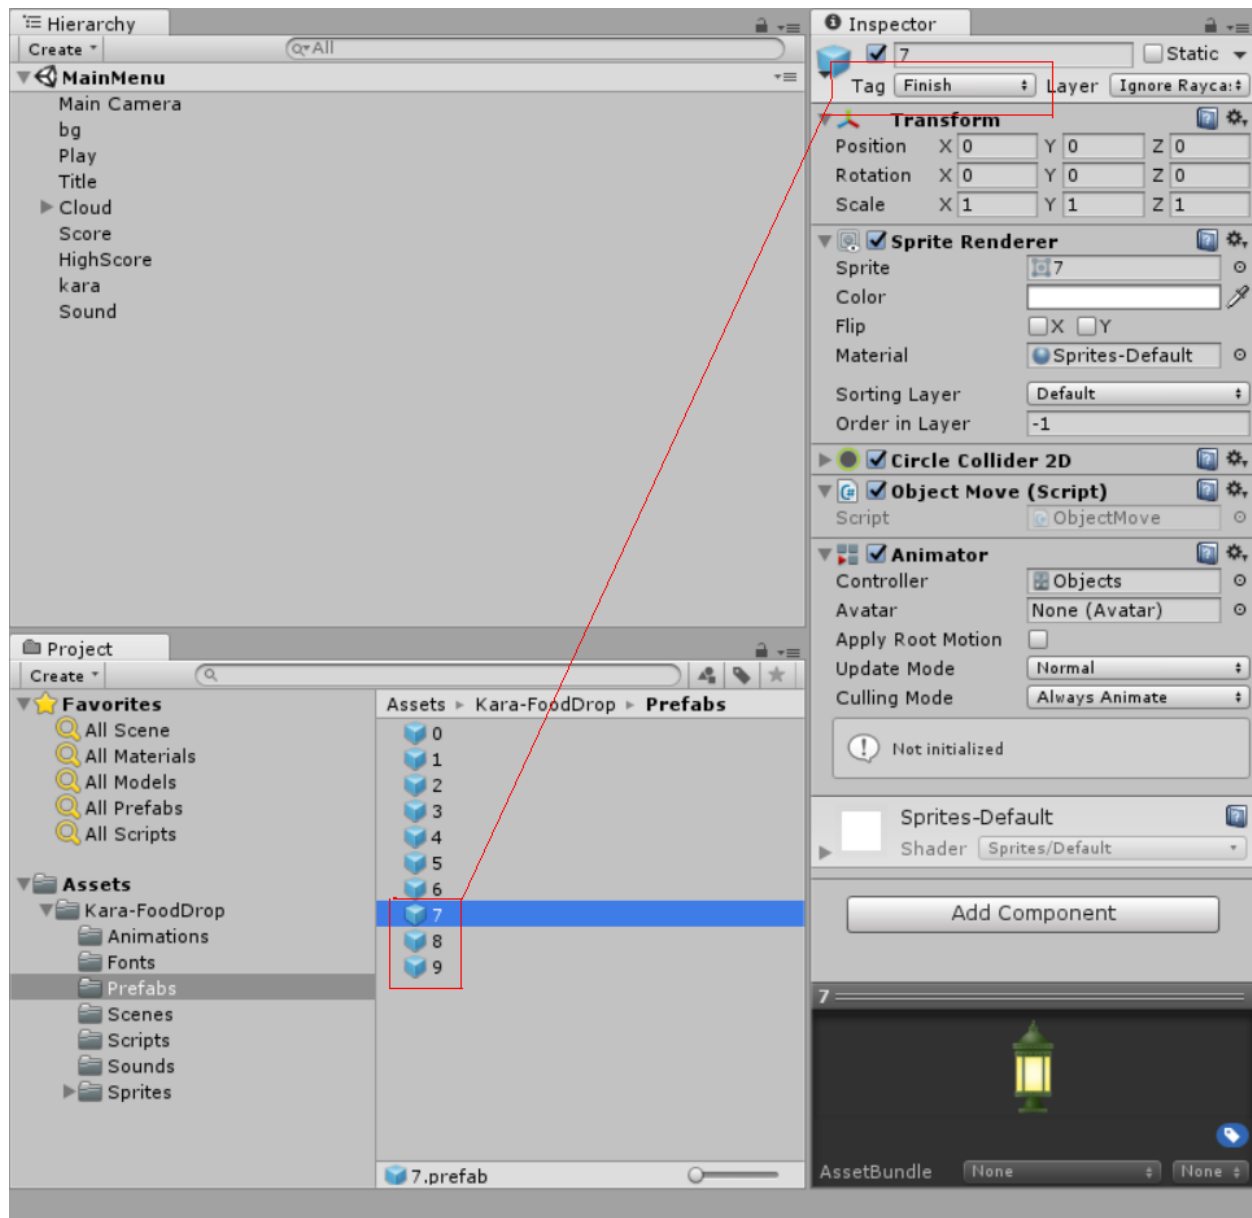 Hierarchy
Create
All
MainMenu
Main Camera
bg
Play
Title
Cloud
Score
HighScore
kara
Sound
Project
Create
Favorites
All Scene
All Materials
All Models
All Prefabs
All Scripts
Assets
Kara-FoodDrop
Animations
Fonts
Prefabs
Scenes
Scripts
Sounds
Sprites
Assets Kara-FoodDrop Prefabs
0
1
2
3
4
5
6
7
8
9
7.prefab
Inspector
7 Static
Tag Finish Layer Ignore Rayca
Transform
Position X 0 Y 0 Z 0
Rotation X 0 Y 0 Z 0
Scale X 1 Y 1 Z 1
Sprite Renderer
Sprite 7
Color
Flip X Y
Material Sprites-Default
Sorting Layer Default
Order in Layer -1
Circle Collider 2D
Object Move (Script)
Script ObjectMove
Animator
Controller Objects
Avatar None (Avatar)
Apply Root Motion
Update Mode Normal
Culling Mode Always Animate
Not initialized
Sprites-Default
Shader Sprites/Default
Add Component
7
AssetBundle None None